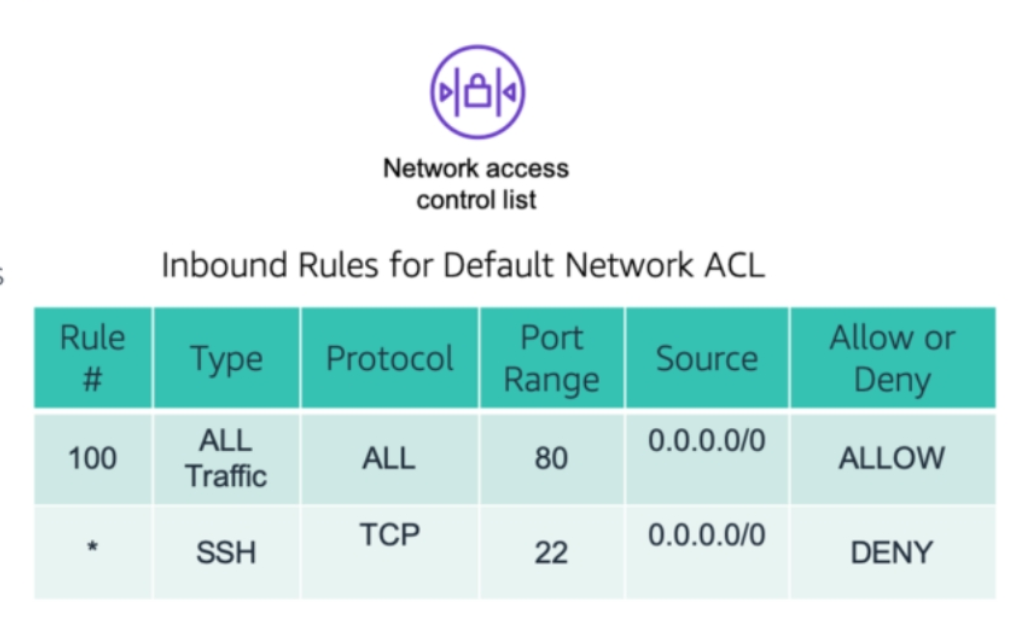 Network access
control list
Inbound Rules for Default Network ACL
s
Rule # Type Protocol Port Range Source Allow or Deny
100 ALL Traffic ALL 80 0.0.0.0/0 ALLOW
* SSH TCP 22 0.0.0.0/0 DENY